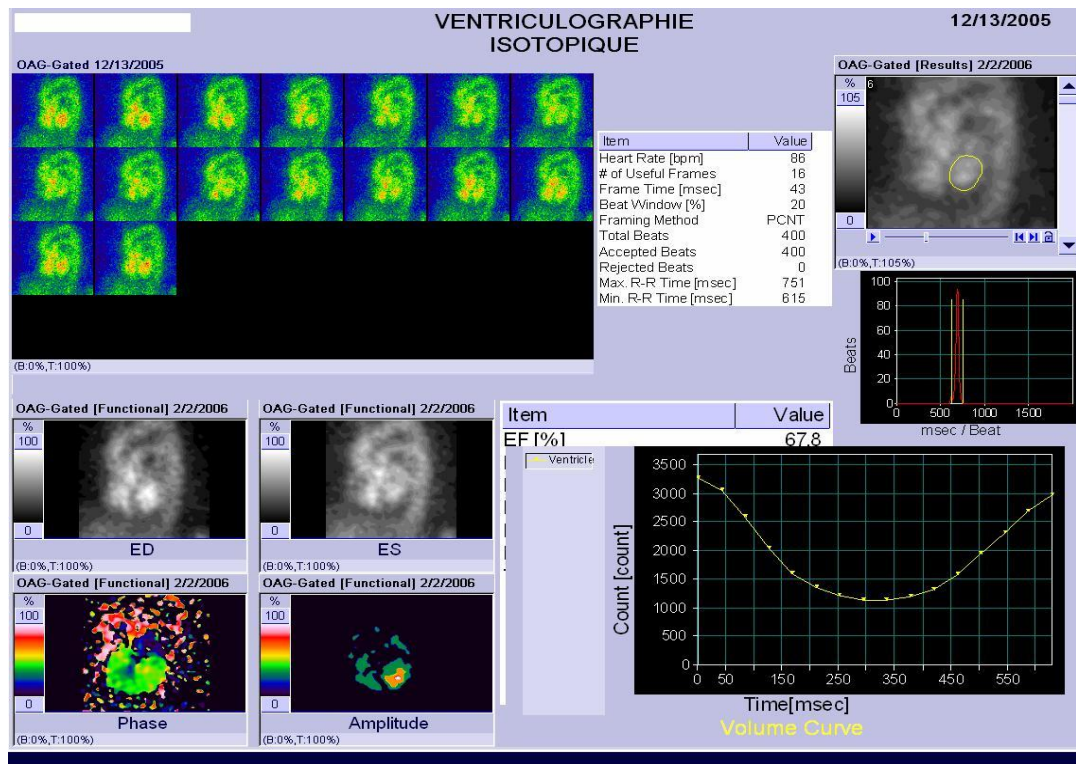 VENTRICULOGRAPHIE
ISOTOPIQUE
12/13/2005
OAG-Gated 12/13/2005
(B:0%,T:100%)
Item Value
Heart Rate [bpm] 86
# of Useful Frames 16
Frame Time [msec] 43
Beat Window [%] 20
Framing Method PCNT
Total Beats 400
Accepted Beats 400
Rejected Beats 0
Max. R-R Time [msec] 751
Min. R-R Time [msec] 615
OAG-Gated [Results] 2/2/2006
%
105
6
0
(B:0%,T:105%)
100
80
60
40
20
0
Beats
0 500 1000 1500
msec / Beat
OAG-Gated [Functional] 2/2/2006
%
100
0
ED
(B:0%,T:100%)
OAG-Gated [Functional] 2/2/2006
%
100
0
ES
(B:0%,T:100%)
OAG-Gated [Functional] 2/2/2006
%
100
0
Phase
(B:0%,T:100%)
OAG-Gated [Functional] 2/2/2006
%
100
0
Amplitude
(B:0%,T:100%)
Item Value
EF [%] 67.8
Ventricle
3500
3000
2500
2000
1500
1000
500
0
Count [count]
0 50 150 250 350 450 550
Time[msec]
Volume Curve